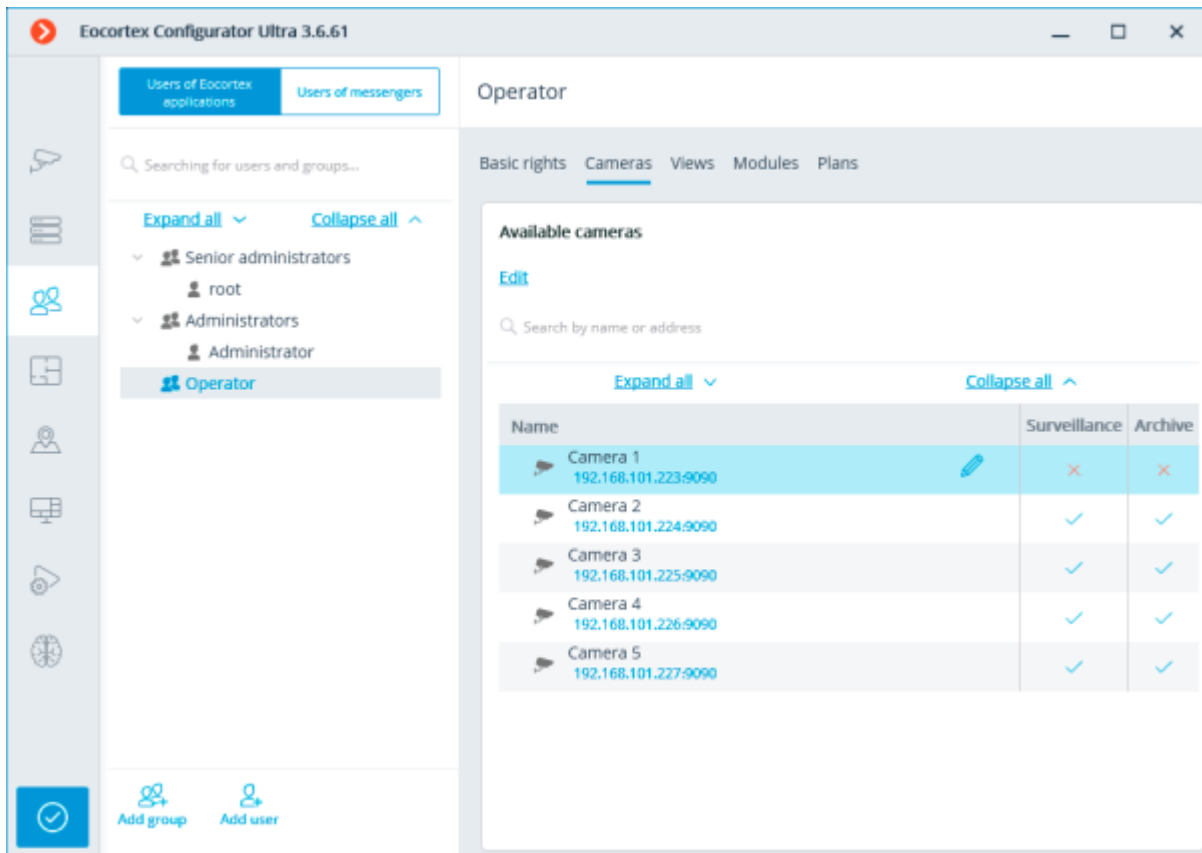 Eocortex Configurator Ultra 3.6.61
Users of Eocortex
applications
Users of messengers
Searching for users and groups...
Expand all
Collapse all
Senior administrators
root
Administrators
Administrator
Operator
Add group
Add user
Operator
Basic rights
Cameras
Views
Modules
Plans
Available cameras
Edit
Search by name or address
Expand all
Collapse all
Name
Surveillance
Archive
Camera 1
192.168.101.223:9090
Camera 2
192.168.101.224:9090
Camera 3
192.168.101.225:9090
Camera 4
192.168.101.226:9090
Camera 5
192.168.101.227:9090